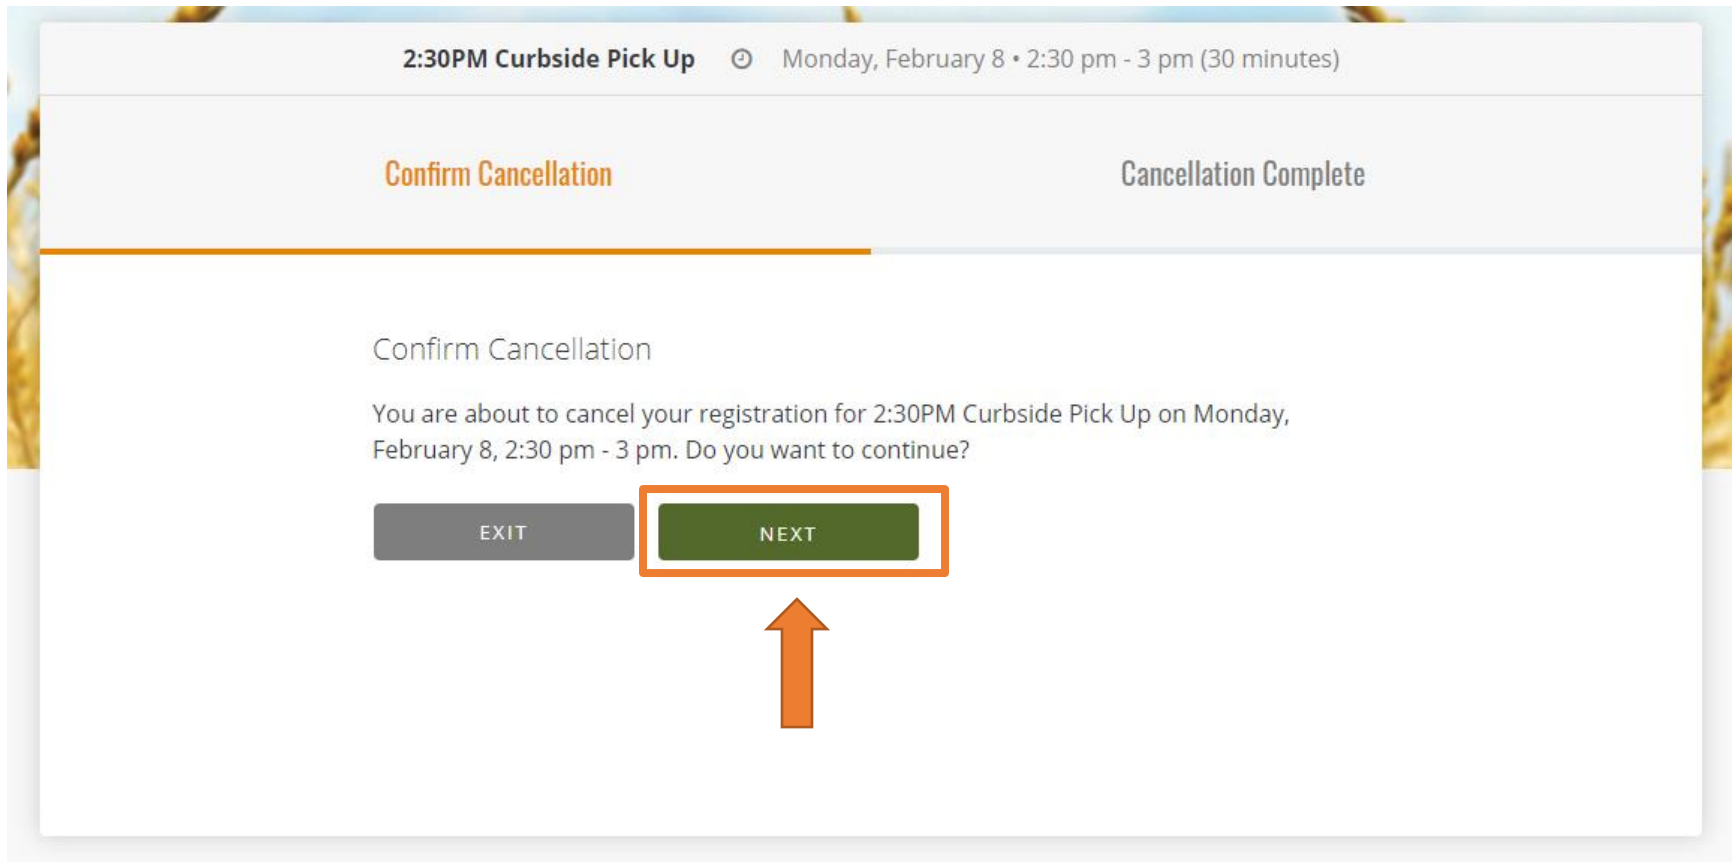 2:30PM Curbside Pick Up Monday, February 8 • 2:30 pm - 3 pm (30 minutes)
Confirm Cancellation Cancellation Complete
Confirm Cancellation
You are about to cancel your registration for 2:30PM Curbside Pick Up on Monday,
February 8, 2:30 pm - 3 pm. Do you want to continue?
EXIT NEXT